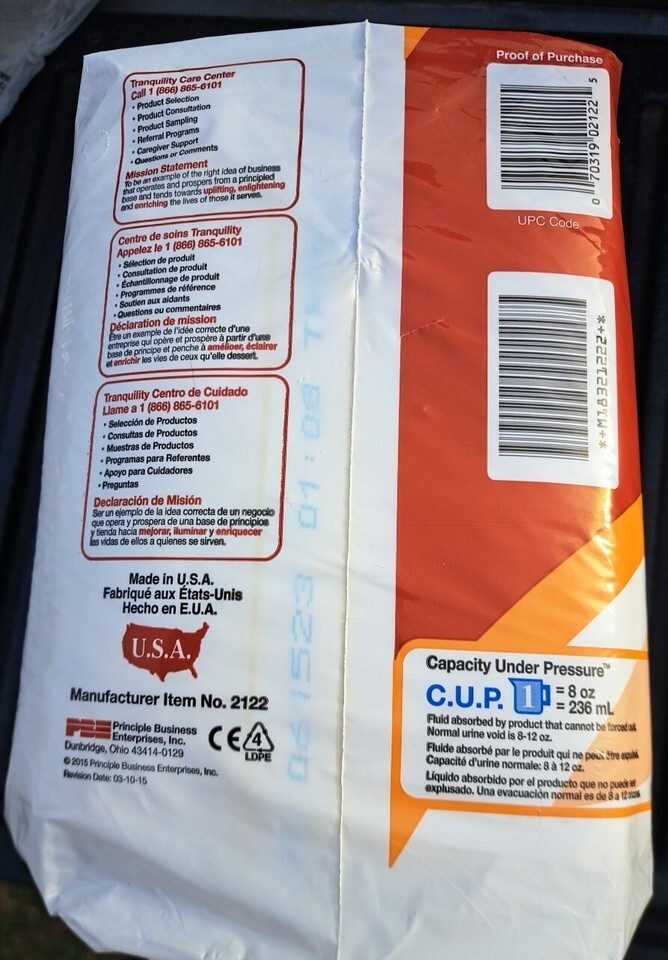 Tranquility Care Center
Call 1 (866) 865-6101
• Product Selection
• Product Consultation
• Product Sampling
• Referral Programs
• Caregiver Support
• Questions or Comments
Mission Statement
To be an example of the right idea of business
that operates and prospers from a principled
base and tends towards uplifting, enlightening
and enriching the lives of those it serves.
Centre de soins Tranquility
Appelez le 1 (866) 865-6101
• Sélection de produit
• Consultation de produit
• Échantillonnage de produit
• Programmes de référence
• Soutien aux aidants
• Questions ou commentaires
Déclaration de mission
Être un exemple de l'idée correcte d'une
entreprise qui opère et prospère à partir d'une
base de principe et penche à améliorer, éclairer
et enrichir les vies de ceux qu'elle dessert.
Tranquility Centro de Cuidado
Llame a 1 (866) 865-6101
• Selección de Productos
• Consultas de Productos
• Muestras de Productos
• Programas para Referentes
• Apoyo para Cuidadores
• Preguntas
Declaración de Misión
Ser un ejemplo de la idea correcta de un negocio
que opera y prospera de una base de principios
y tienda hacia mejorar, iluminar y enriquecer
las vidas de ellos a quienes se sirven.
Made in U.S.A.
Fabriqué aux États-Unis
Hecho en E.U.A.
U.S.A.
Manufacturer Item No. 2122
PBE Principle Business
Enterprises, Inc.
Dunbridge, Ohio 43414-0129
© 2015 Principle Business Enterprises, Inc.
Revision Date: 03-10-15
CE 4
LDPE
061523 01:08
Proof of Purchase
0 70319 02122 5
UPC Code
*+M18321222+*
Capacity Under Pressure™
C.U.P. 1 = 8 oz
= 236 mL
Fluid absorbed by product that cannot be forced out.
Normal urine void is 8-12 oz.
Fluide absorbé par le produit qui ne peut être expulsé.
Capacité d'urine normale: 8 à 12 oz.
Líquido absorbido por el producto que no puede ser
explusado. Una evacuación normal es de 8 a 12 onzas.